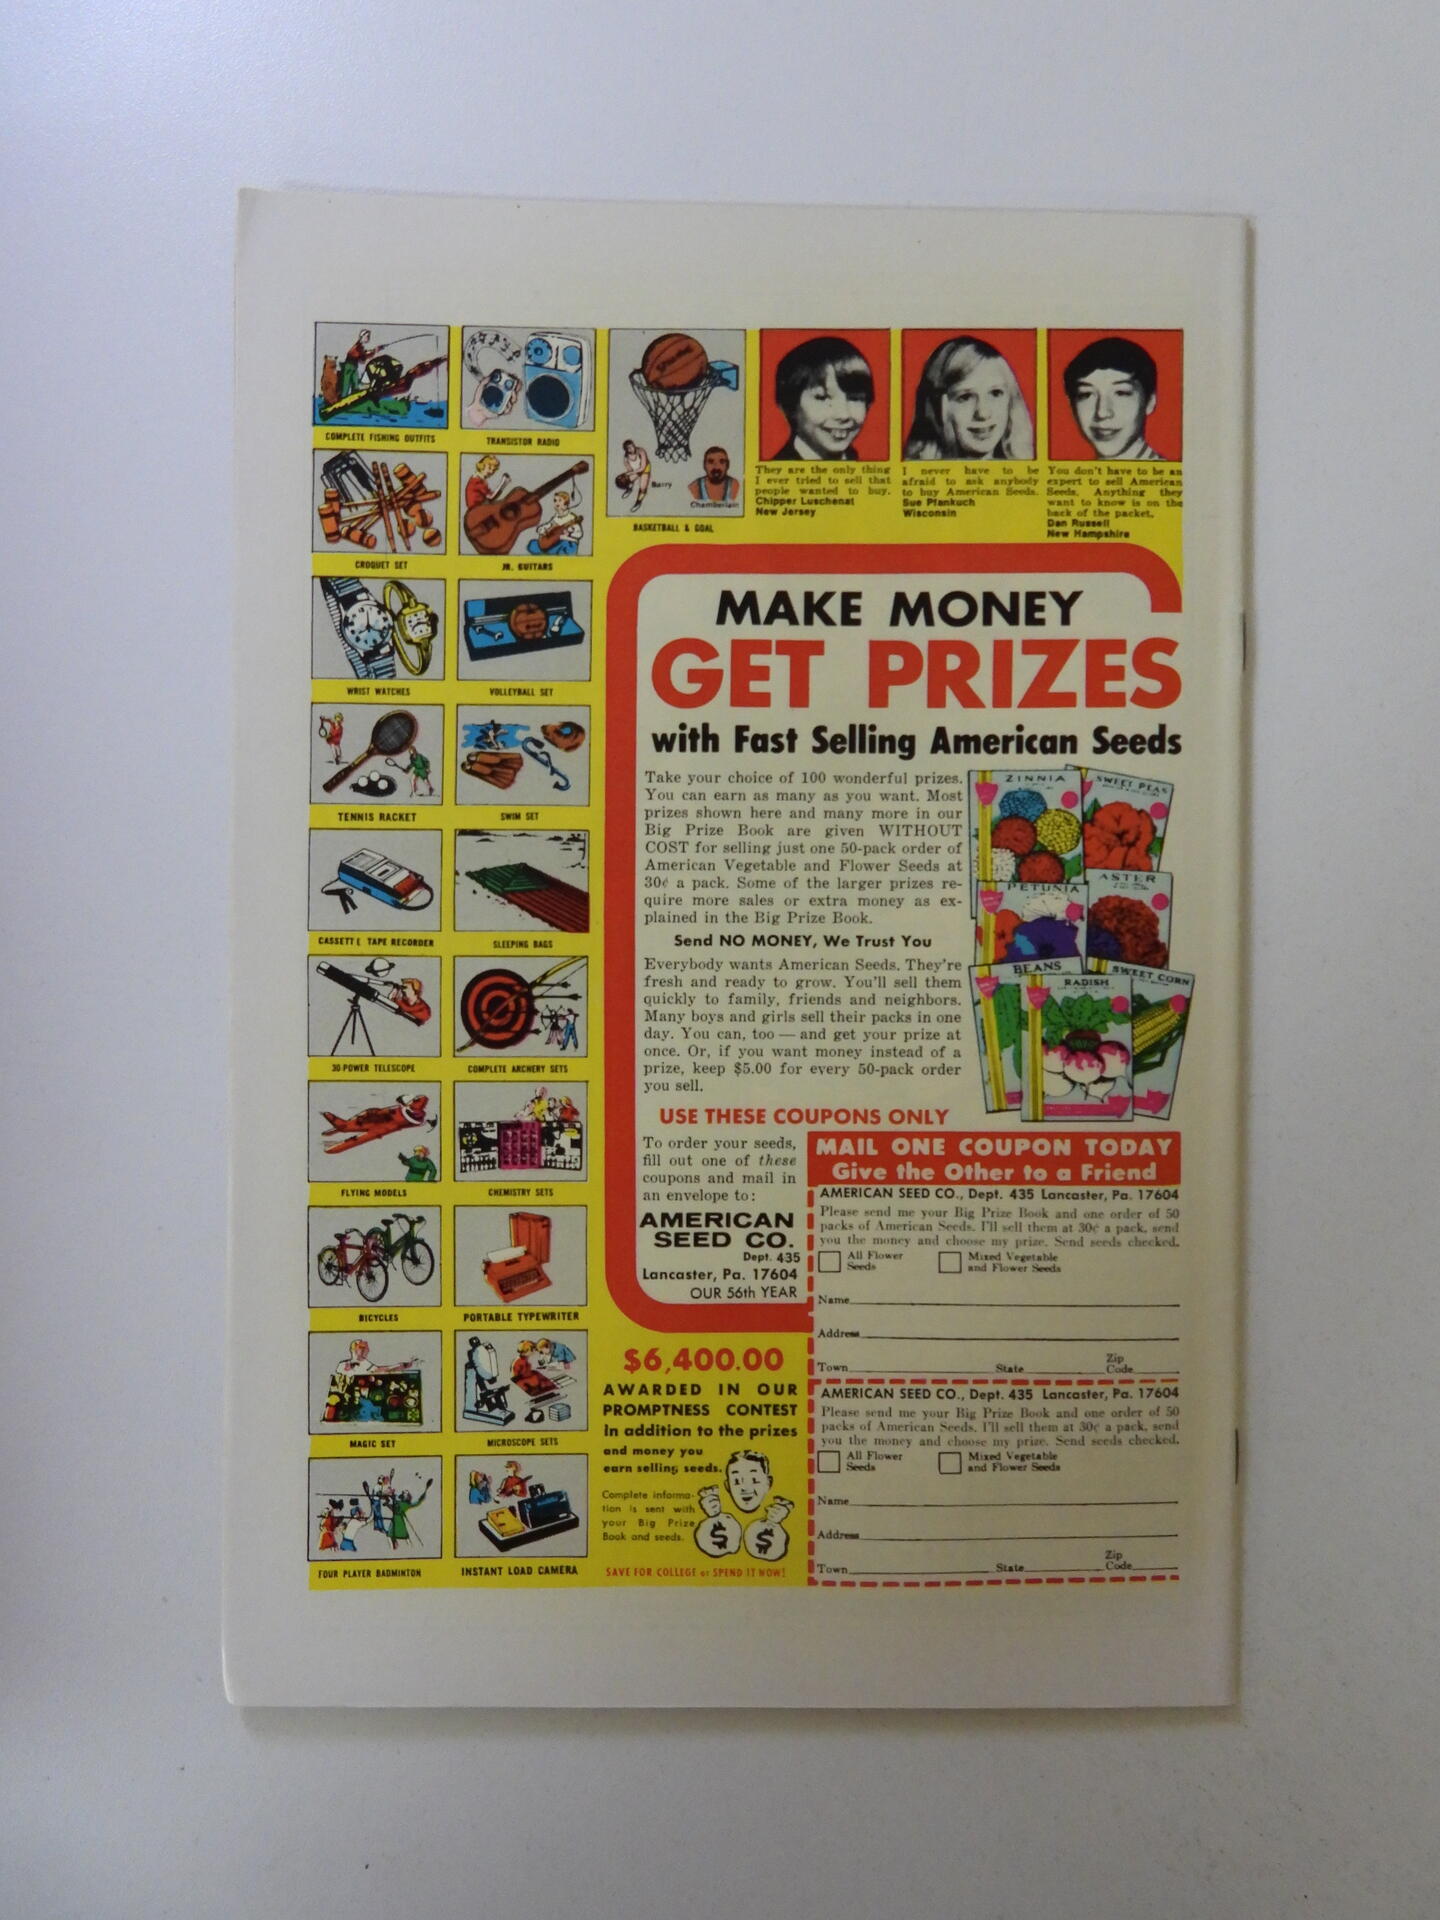 COMPLETE FISHING OUTFITS
TRANSISTOR RADIO
Barry
Chamberlain
BASKETBALL & GOAL
CROQUET SET
JR. GUITARS
WRIST WATCHES
VOLLEYBALL SET
TENNIS RACKET
SWIM SET
CASSETTE TAPE RECORDER
SLEEPING BAGS
30-POWER TELESCOPE
COMPLETE ARCHERY SETS
FLYING MODELS
CHEMISTRY SETS
BICYCLES
PORTABLE TYPEWRITER
MAGIC SET
MICROSCOPE SETS
FOUR PLAYER BADMINTON
INSTANT LOAD CAMERA
They are the only thing
I ever tried to sell that
people wanted to buy.
Chipper Luschenat
New Jersey
I never have to be
afraid to ask anybody
to buy American Seeds.
Sue Pfankuch
Wisconsin
You don't have to be an
expert to sell American
Seeds. Anything they
want to know is on the
back of the packet.
Dan Russell
New Hampshire
MAKE MONEY
GET PRIZES
with Fast Selling American Seeds
Take your choice of 100 wonderful prizes.
You can earn as many as you want. Most
prizes shown here and many more in our
Big Prize Book are given WITHOUT
COST for selling just one 50-pack order of
American Vegetable and Flower Seeds at
30¢ a pack. Some of the larger prizes re-
quire more sales or extra money as ex-
plained in the Big Prize Book.
Send NO MONEY, We Trust You
Everybody wants American Seeds. They're
fresh and ready to grow. You'll sell them
quickly to family, friends and neighbors.
Many boys and girls sell their packs in one
day. You can, too — and get your prize at
once. Or, if you want money instead of a
prize, keep $5.00 for every 50-pack order
you sell.
ZINNIA
SWEET PEAS
PETUNIA
ASTER
BEANS
RADISH
SWEET CORN
USE THESE COUPONS ONLY
To order your seeds,
fill out one of these
coupons and mail in
an envelope to:
AMERICAN
SEED CO.
Dept. 435
Lancaster, Pa. 17604
OUR 56th YEAR
MAIL ONE COUPON TODAY
Give the Other to a Friend
AMERICAN SEED CO., Dept. 435 Lancaster, Pa. 17604
Please send me your Big Prize Book and one order of 50
packs of American Seeds. I'll sell them at 30¢ a pack, send
you the money and choose my prize. Send seeds checked.
All Flower
Seeds
Mixed Vegetable
and Flower Seeds
Name
Address
Town State Zip
Code
AMERICAN SEED CO., Dept. 435 Lancaster, Pa. 17604
Please send me your Big Prize Book and one order of 50
packs of American Seeds. I'll sell them at 30¢ a pack, send
you the money and choose my prize. Send seeds checked.
All Flower
Seeds
Mixed Vegetable
and Flower Seeds
Name
Address
Town State Zip
Code
$6,400.00
AWARDED IN OUR
PROMPTNESS CONTEST
In addition to the prizes
and money you
earn selling seeds.
Complete informa-
tion is sent with
your Big Prize
Book and seeds.
$ $
SAVE FOR COLLEGE or SPEND IT NOW!